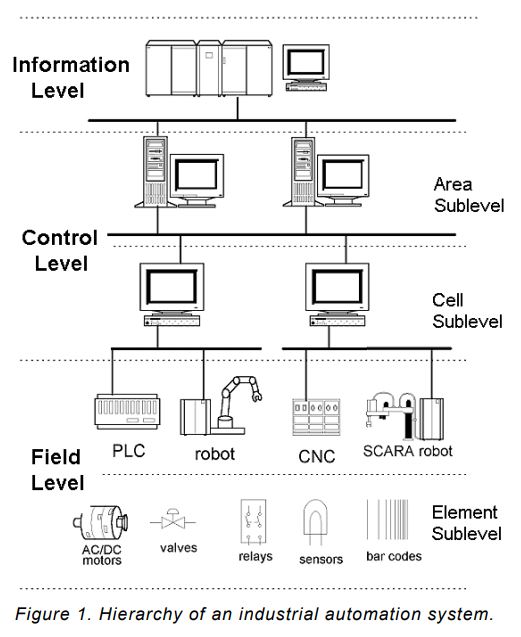 Information
Level
Area
Sublevel
Control
Level
Cell
Sublevel
PLC
robot
CNC
SCARA robot
Field
Level
Element
Sublevel
AC/DC
motors
valves
relays
sensors
bar codes
Figure 1. Hierarchy of an industrial automation system.